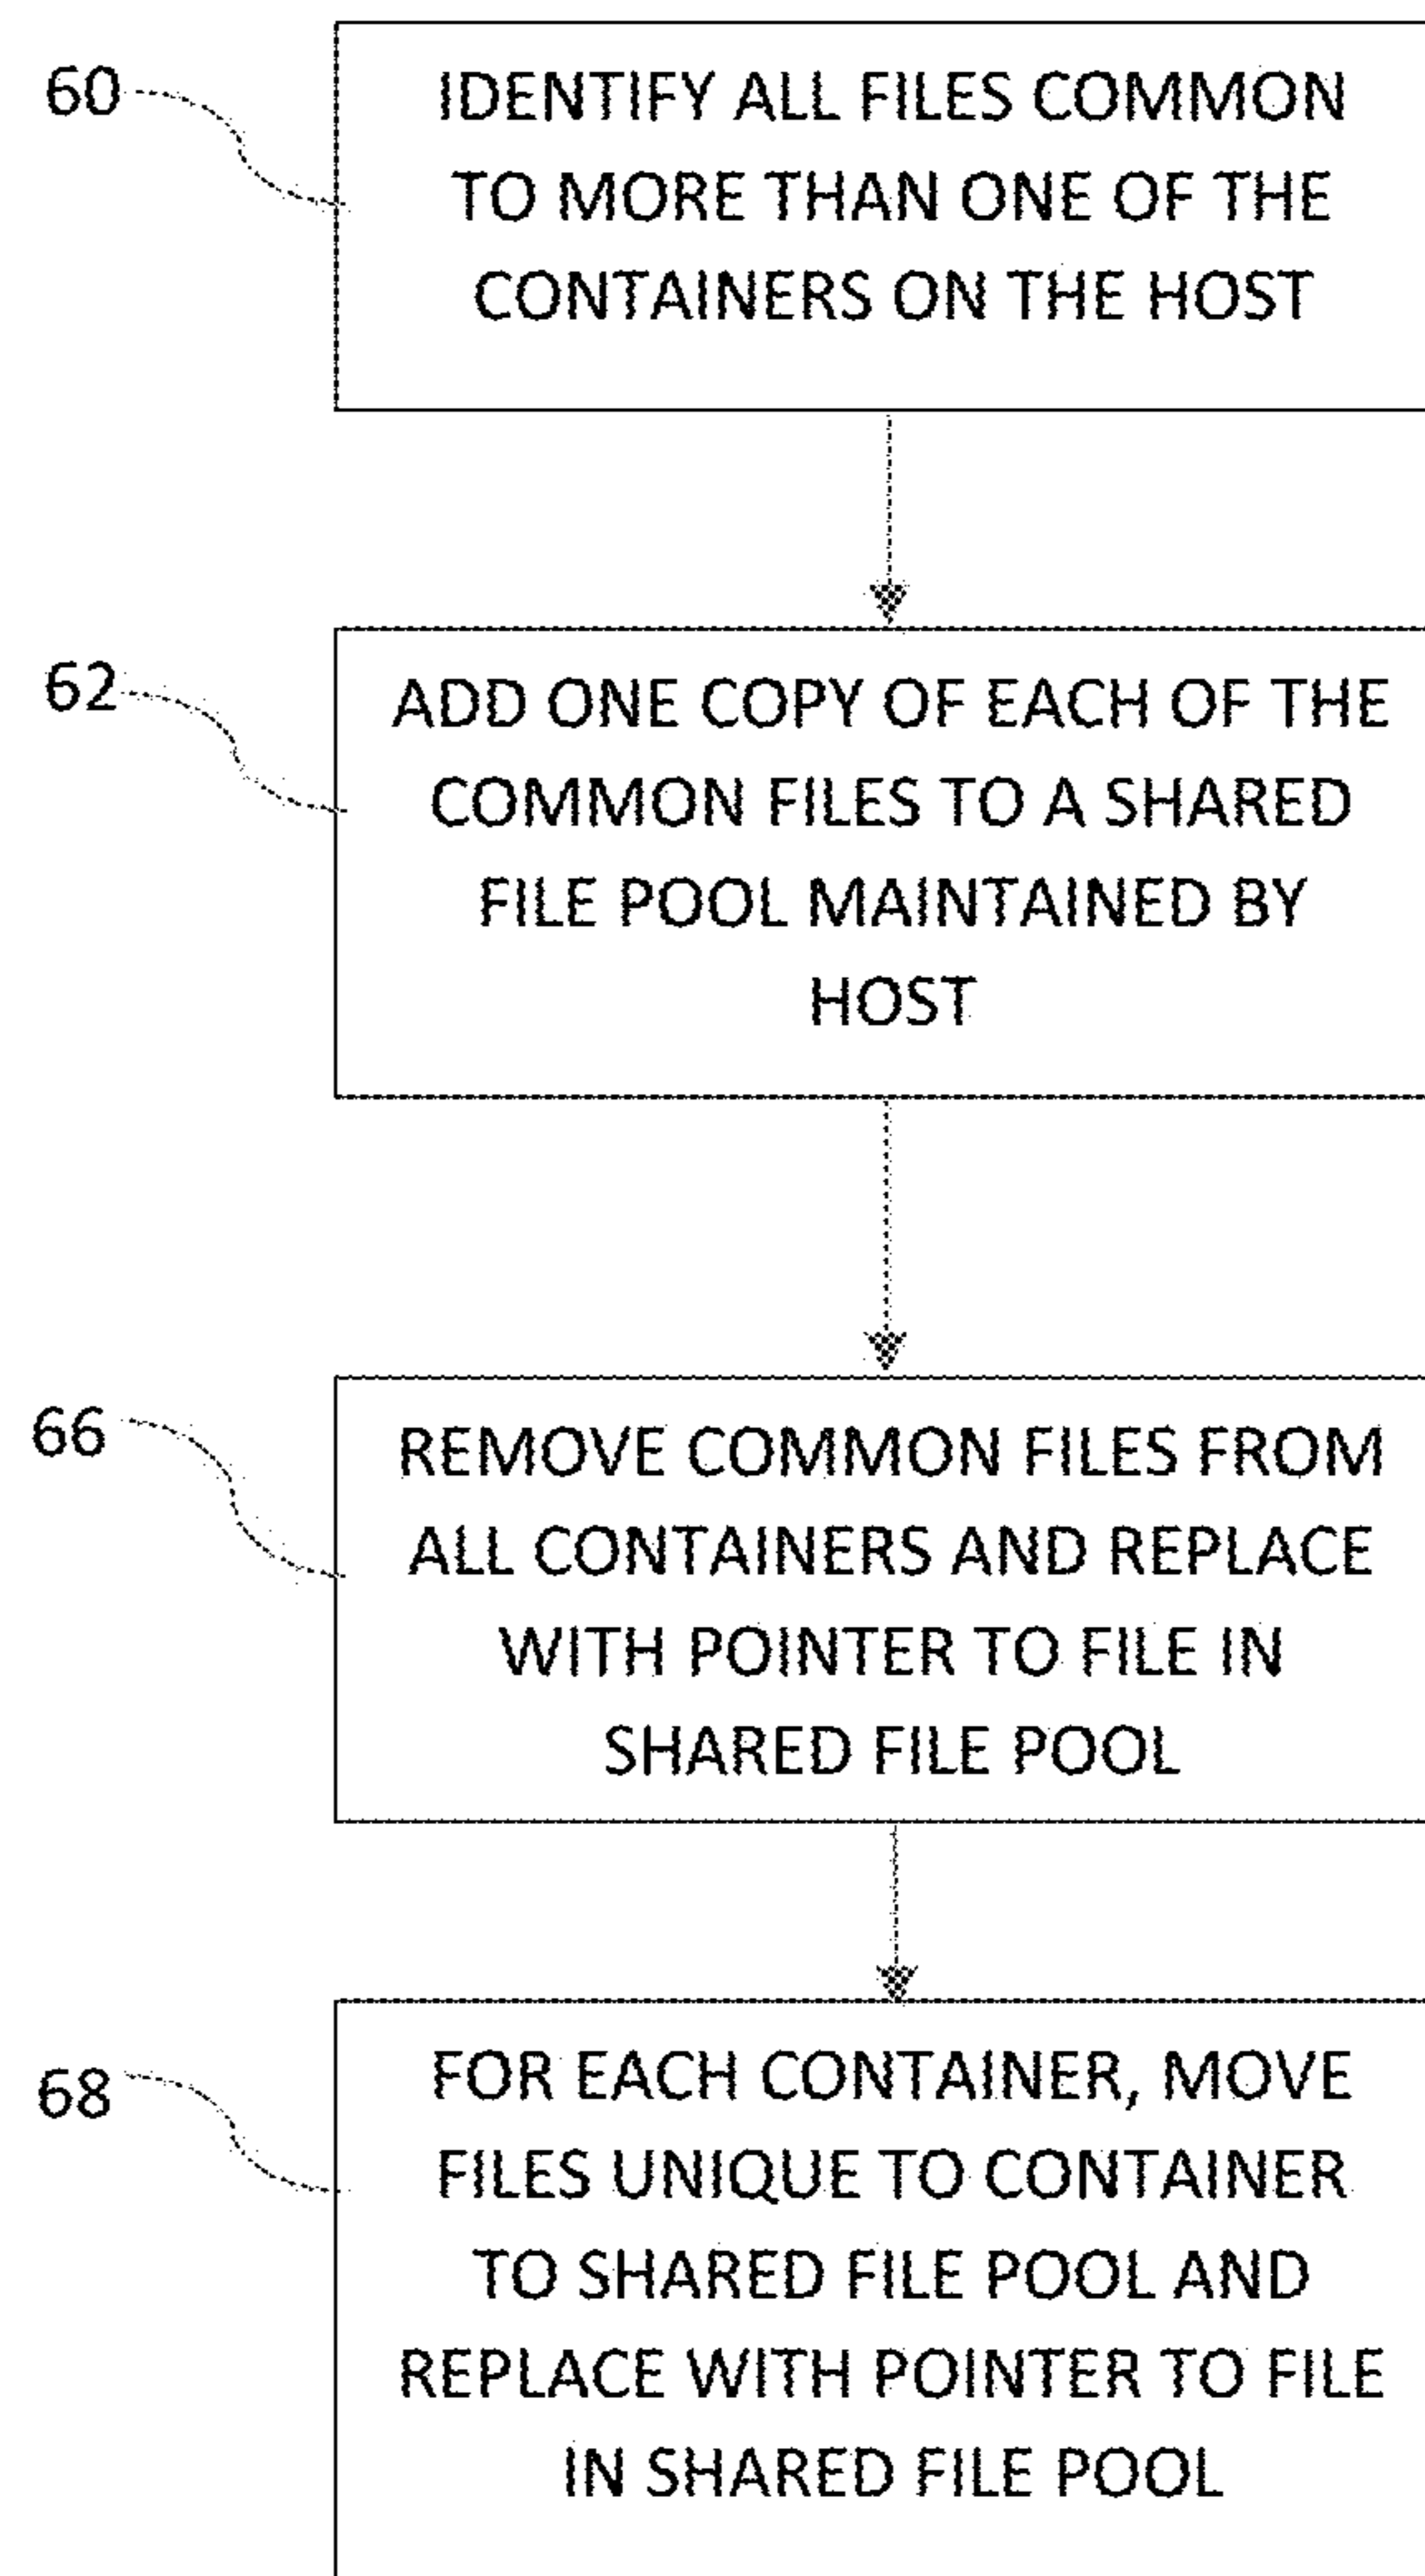 60
IDENTIFY ALL FILES COMMON
TO MORE THAN ONE OF THE
CONTAINERS ON THE HOST
62
ADD ONE COPY OF EACH OF THE
COMMON FILES TO A SHARED
FILE POOL MAINTAINED BY
HOST
66
REMOVE COMMON FILES FROM
ALL CONTAINERS AND REPLACE
WITH POINTER TO FILE IN
SHARED FILE POOL
68
FOR EACH CONTAINER, MOVE
FILES UNIQUE TO CONTAINER
TO SHARED FILE POOL AND
REPLACE WITH POINTER TO FILE
IN SHARED FILE POOL